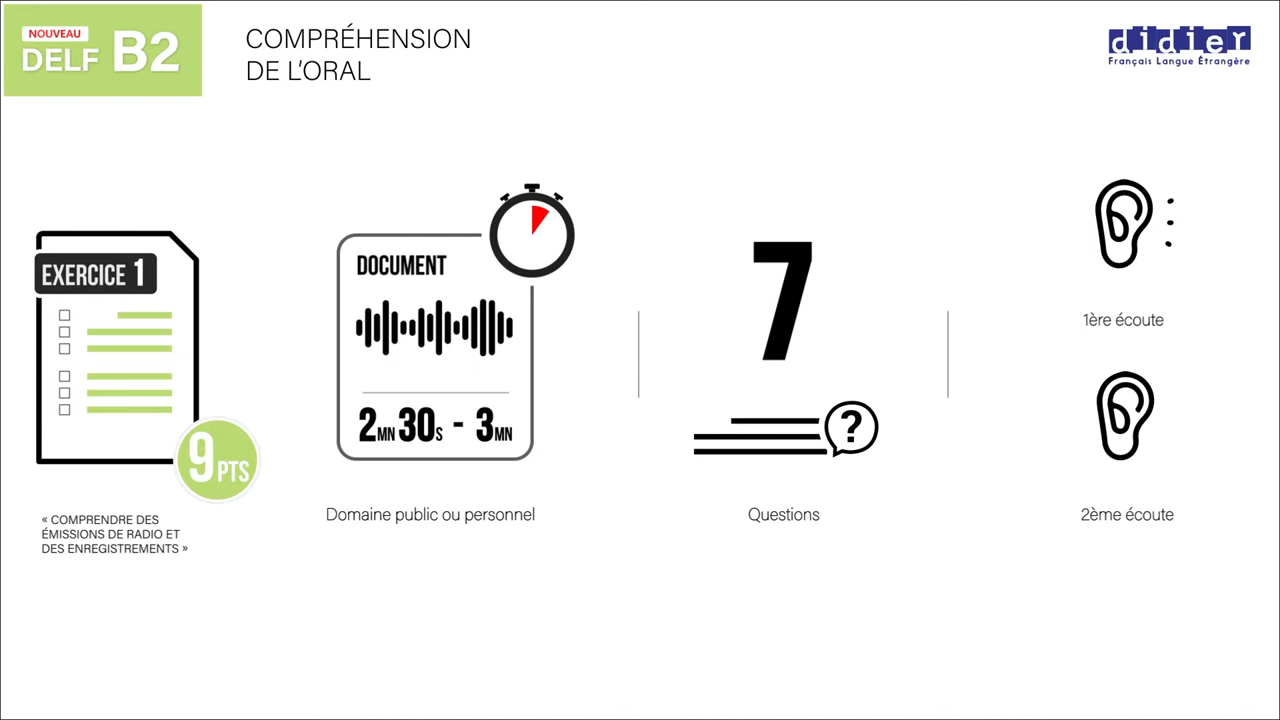 NOUVEAU
DELF B2
COMPRÉHENSION
DE L'ORAL
didier
Français Langue Étrangère
EXERCICE 1
9 PTS
« COMPRENDRE DES
ÉMISSIONS DE RADIO ET
DES ENREGISTREMENTS »
DOCUMENT
2MN 30S - 3MN
Domaine public ou personnel
7
?
Questions
1ère écoute
2ème écoute